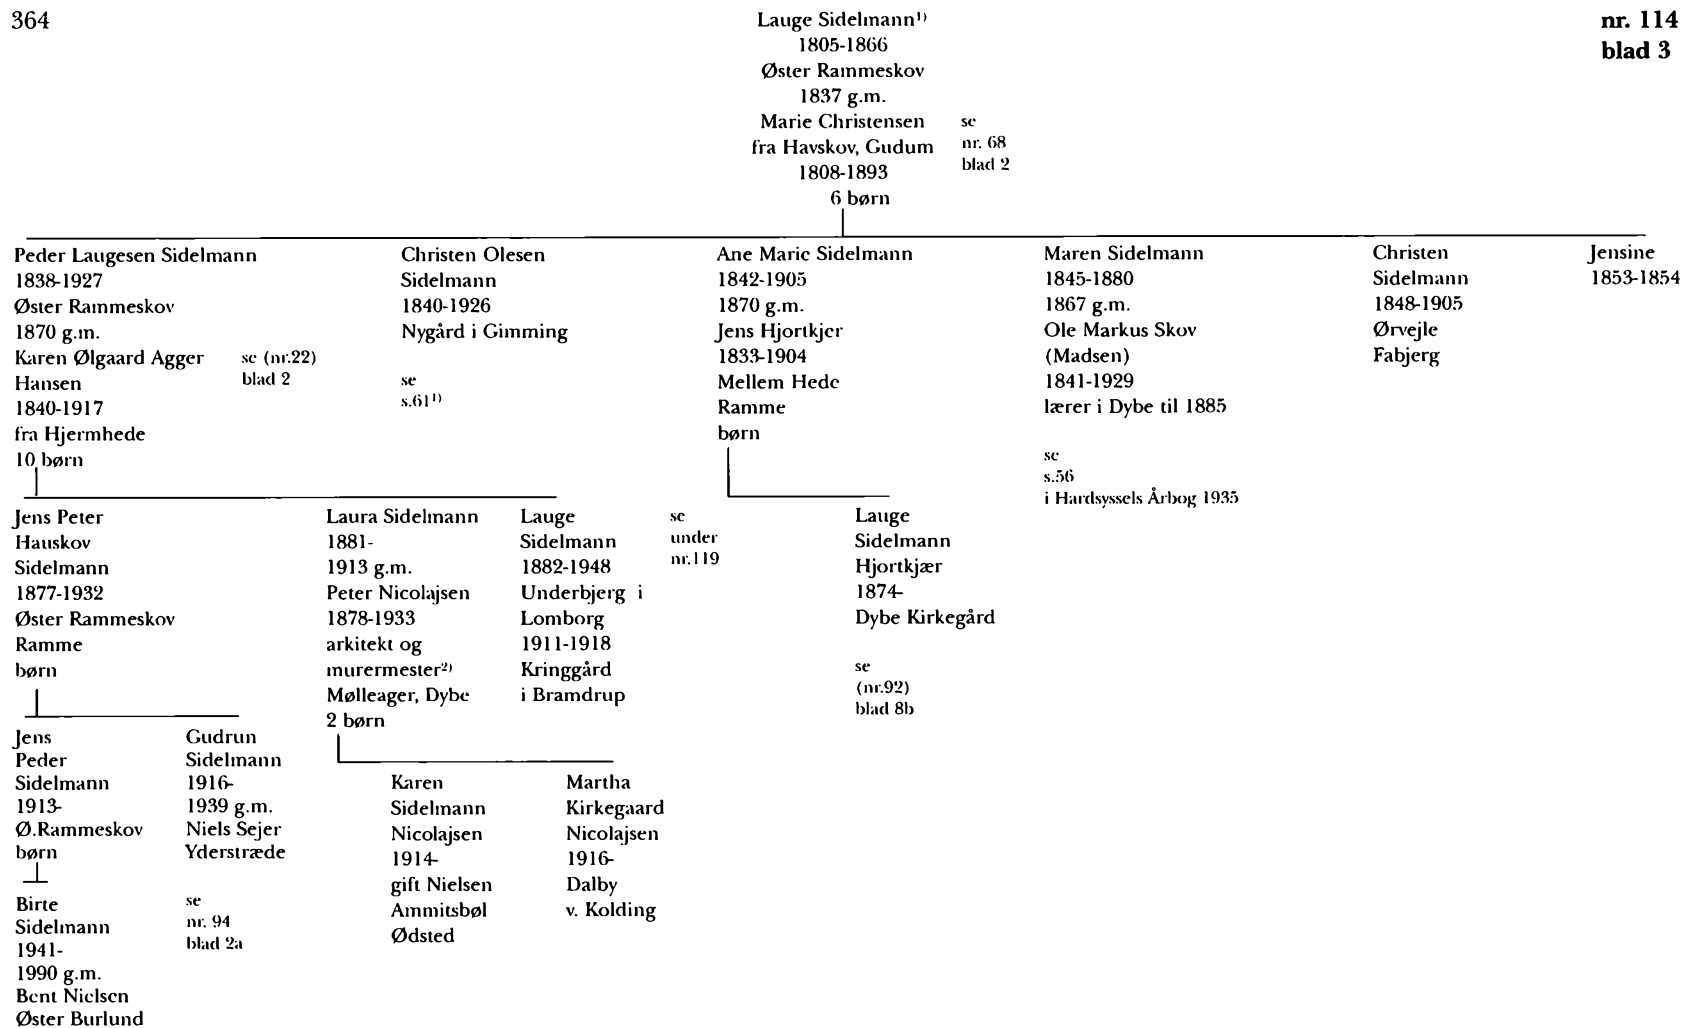 364
nr. 114
blad 3
Lauge Sidelmann¹⁾
1805-1866
Øster Rammeskov
1837 g.m.
Marie Christensen
fra Havskov, Gudum
1808-1893
6 børn
se
nr. 68
blad 2
Peder Laugesen Sidelmann
1838-1927
Øster Rammeskov
1870 g.m.
Karen Ølgaard Agger
Hansen
1840-1917
fra Hjermhede
10 børn
se (nr.22)
blad 2
Christen Olesen
Sidelmann
1840-1926
Nygård i Gimming
se
s.61¹⁾
Ane Marie Sidelmann
1842-1905
1870 g.m.
Jens Hjortkjer
1833-1904
Mellem Hede
Ramme
børn
Maren Sidelmann
1845-1880
1867 g.m.
Ole Markus Skov
(Madsen)
1841-1929
lærer i Dybe til 1885
se
s.56
i Hardsyssels Årbog 1935
Christen
Sidelmann
1848-1905
Ørvejle
Fabjerg
Jensine
1853-1854
Jens Peter
Hauskov
Sidelmann
1877-1932
Øster Rammeskov
Ramme
børn
Laura Sidelmann
1881-
1913 g.m.
Peter Nicolajsen
1878-1933
arkitekt og
murermester²⁾
Mølleager, Dybe
2 børn
Lauge
Sidelmann
1882-1948
Underbjerg i
Lomborg
1911-1918
Kringgård
i Bramdrup
se
under
nr.119
Lauge
Sidelmann
Hjortkjær
1874-
Dybe Kirkegård
se
(nr.92)
blad 8b
Jens
Peder
Sidelmann
1913-
Ø.Rammeskov
børn
Gudrun
Sidelmann
1916-
1939 g.m.
Niels Sejer
Yderstræde
se
nr. 94
blad 2a
Karen
Sidelmann
Nicolajsen
1914-
gift Nielsen
Ammitsbøl
Ødsted
Martha
Kirkegaard
Nicolajsen
1916-
Dalby
v. Kolding
Birte
Sidelmann
1941-
1990 g.m.
Bent Nielsen
Øster Burlund